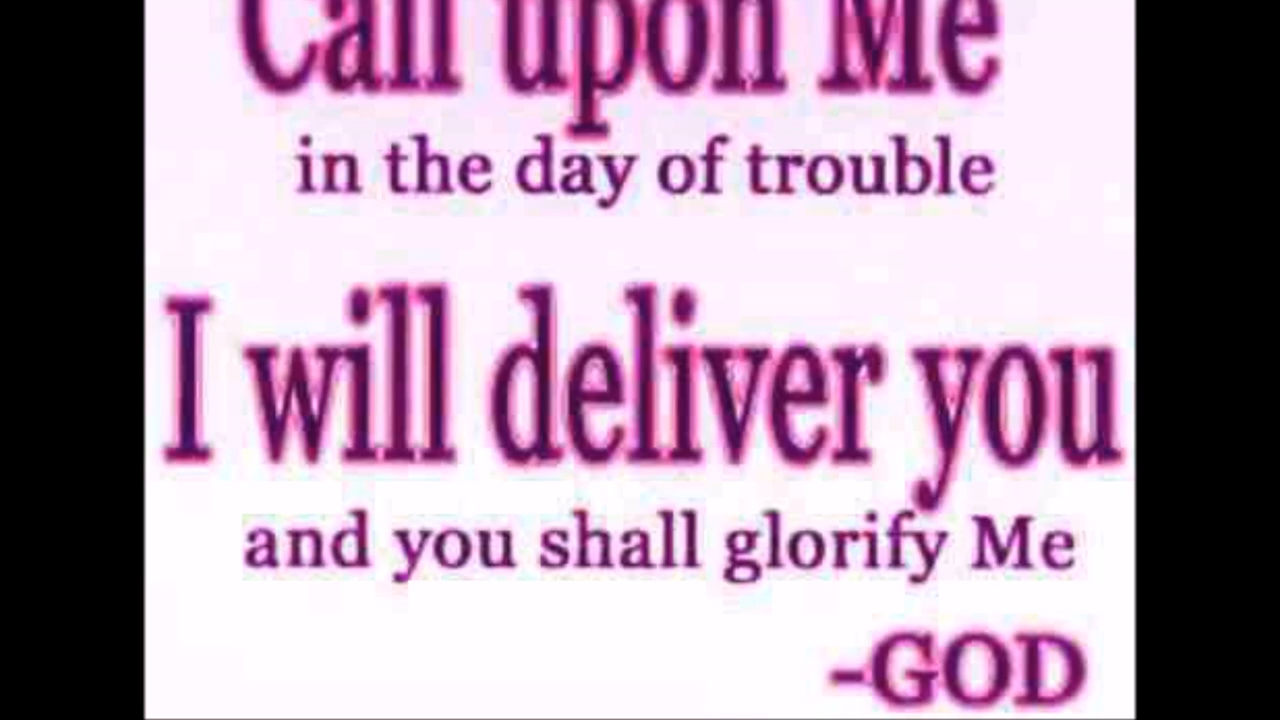 Call upon Me
in the day of trouble
I will deliver you
and you shall glorify Me
-GOD